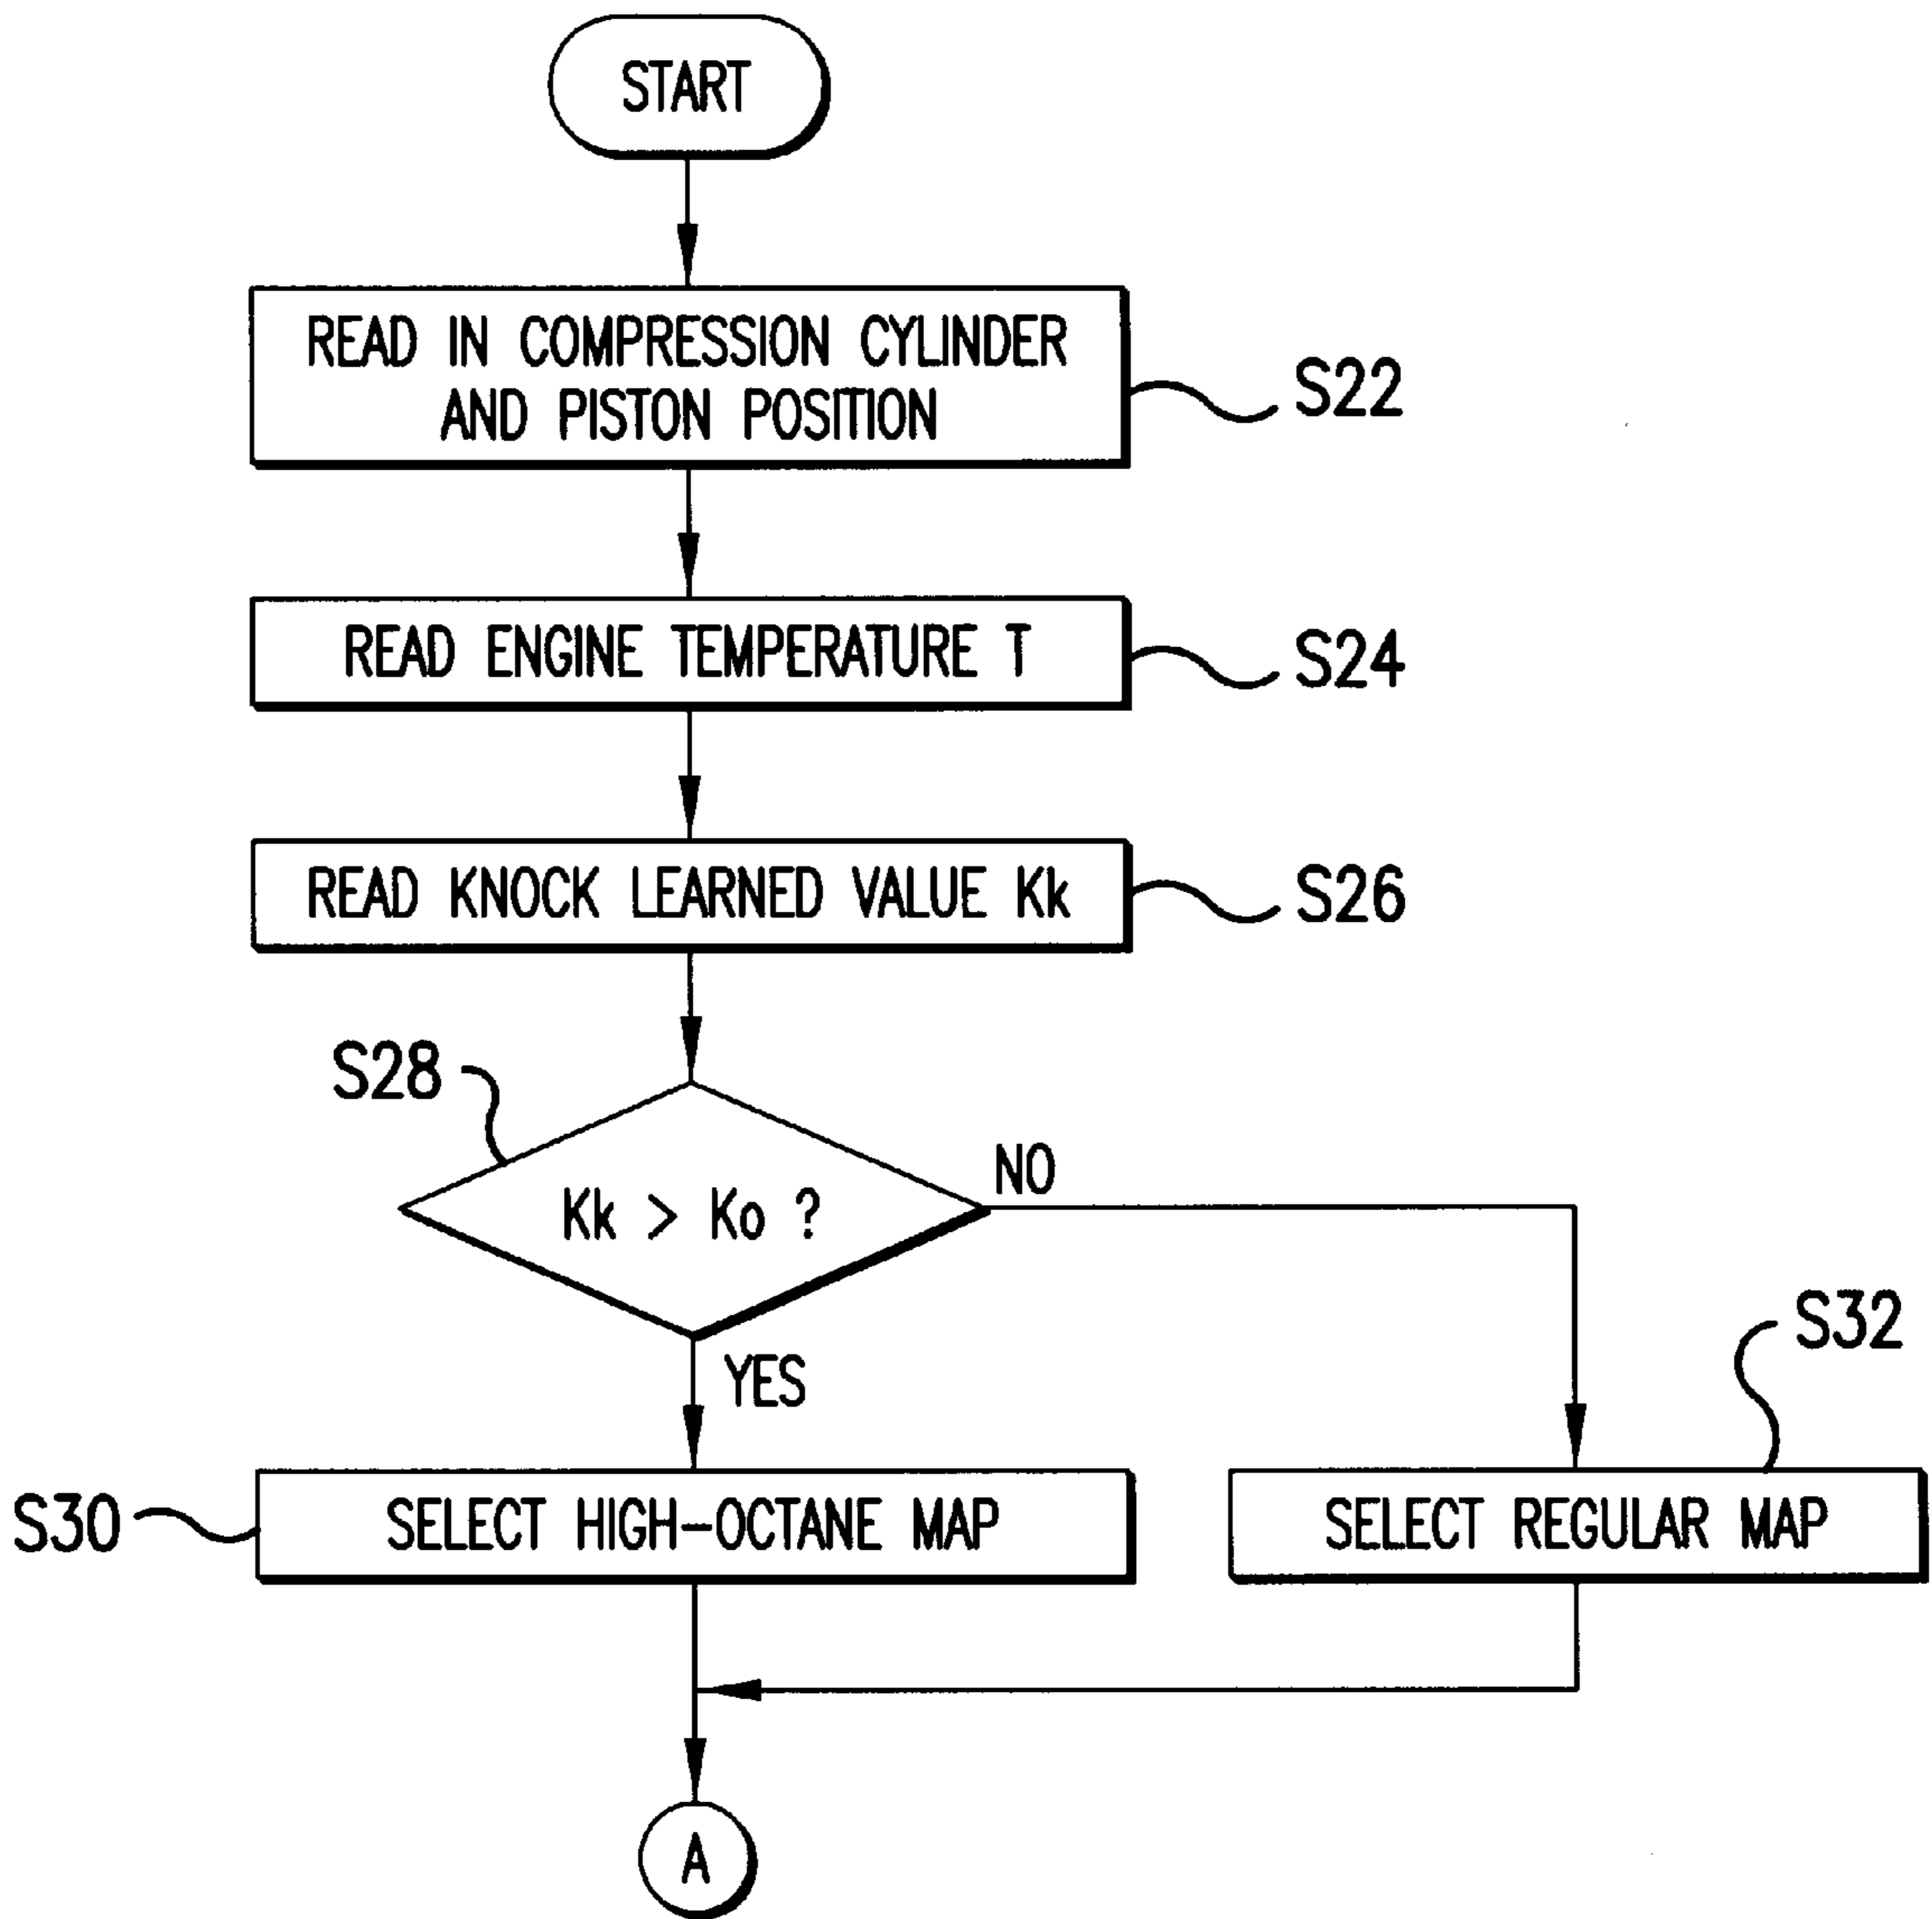 START
READ IN COMPRESSION CYLINDER
AND PISTON POSITION
S22
READ ENGINE TEMPERATURE T
S24
READ KNOCK LEARNED VALUE Kk
S26
S28
Kk > Ko ?
NO
YES
S32
S30
SELECT HIGH-OCTANE MAP
SELECT REGULAR MAP
A